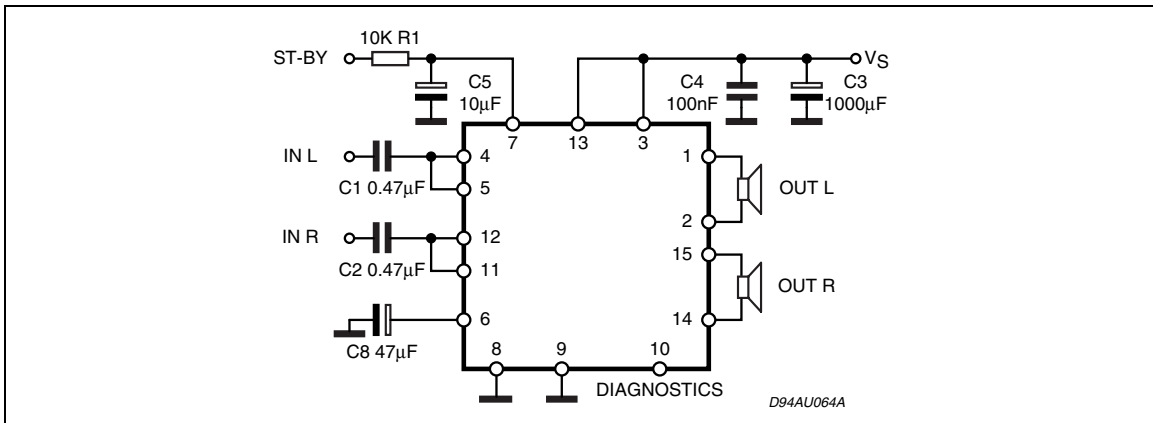 10K R1
ST-BY
C5
10μF
C4
100nF
C3
1000μF
VS
7
13
3
IN L
C1 0.47μF
4
5
1
OUT L
2
IN R
C2 0.47μF
12
11
15
OUT R
14
6
C8 47μF
8
9
10
DIAGNOSTICS
D94AU064A